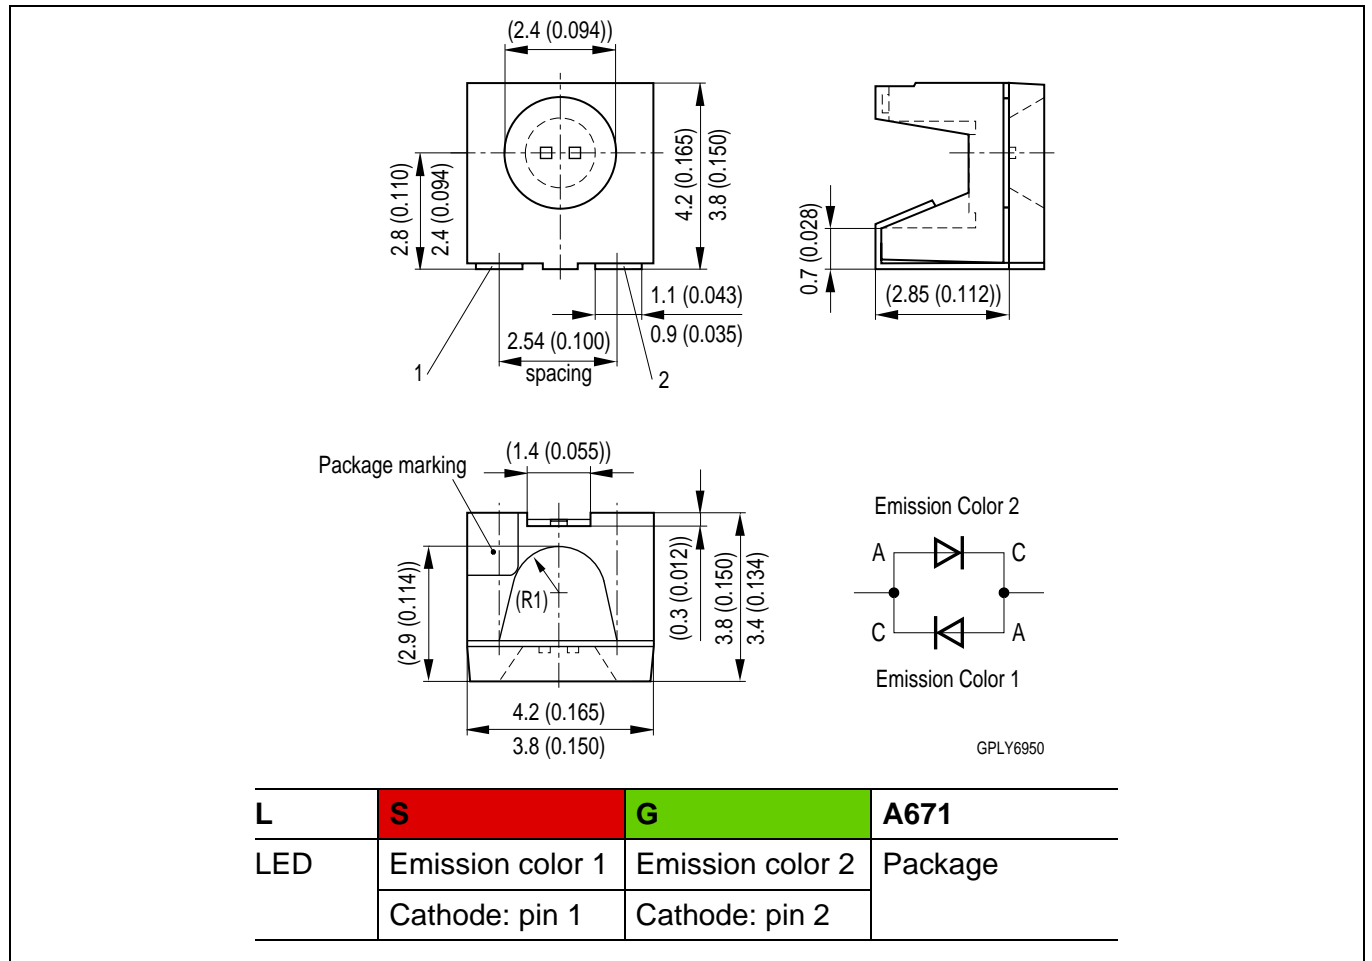 (2.4 (0.094))
2.8 (0.110)
2.4 (0.094)
4.2 (0.165)
3.8 (0.150)
1.1 (0.043)
0.9 (0.035)
2.54 (0.100)
spacing
1
2
0.7 (0.028)
(2.85 (0.112))
Package marking
(1.4 (0.055))
(2.9 (0.114))
(R1)
(0.3 (0.012))
3.8 (0.150)
3.4 (0.134)
4.2 (0.165)
3.8 (0.150)
Emission Color 2
A C
C A
Emission Color 1
GPLY6950
L S G A671
LED Emission color 1 Emission color 2 Package
Cathode: pin 1 Cathode: pin 2